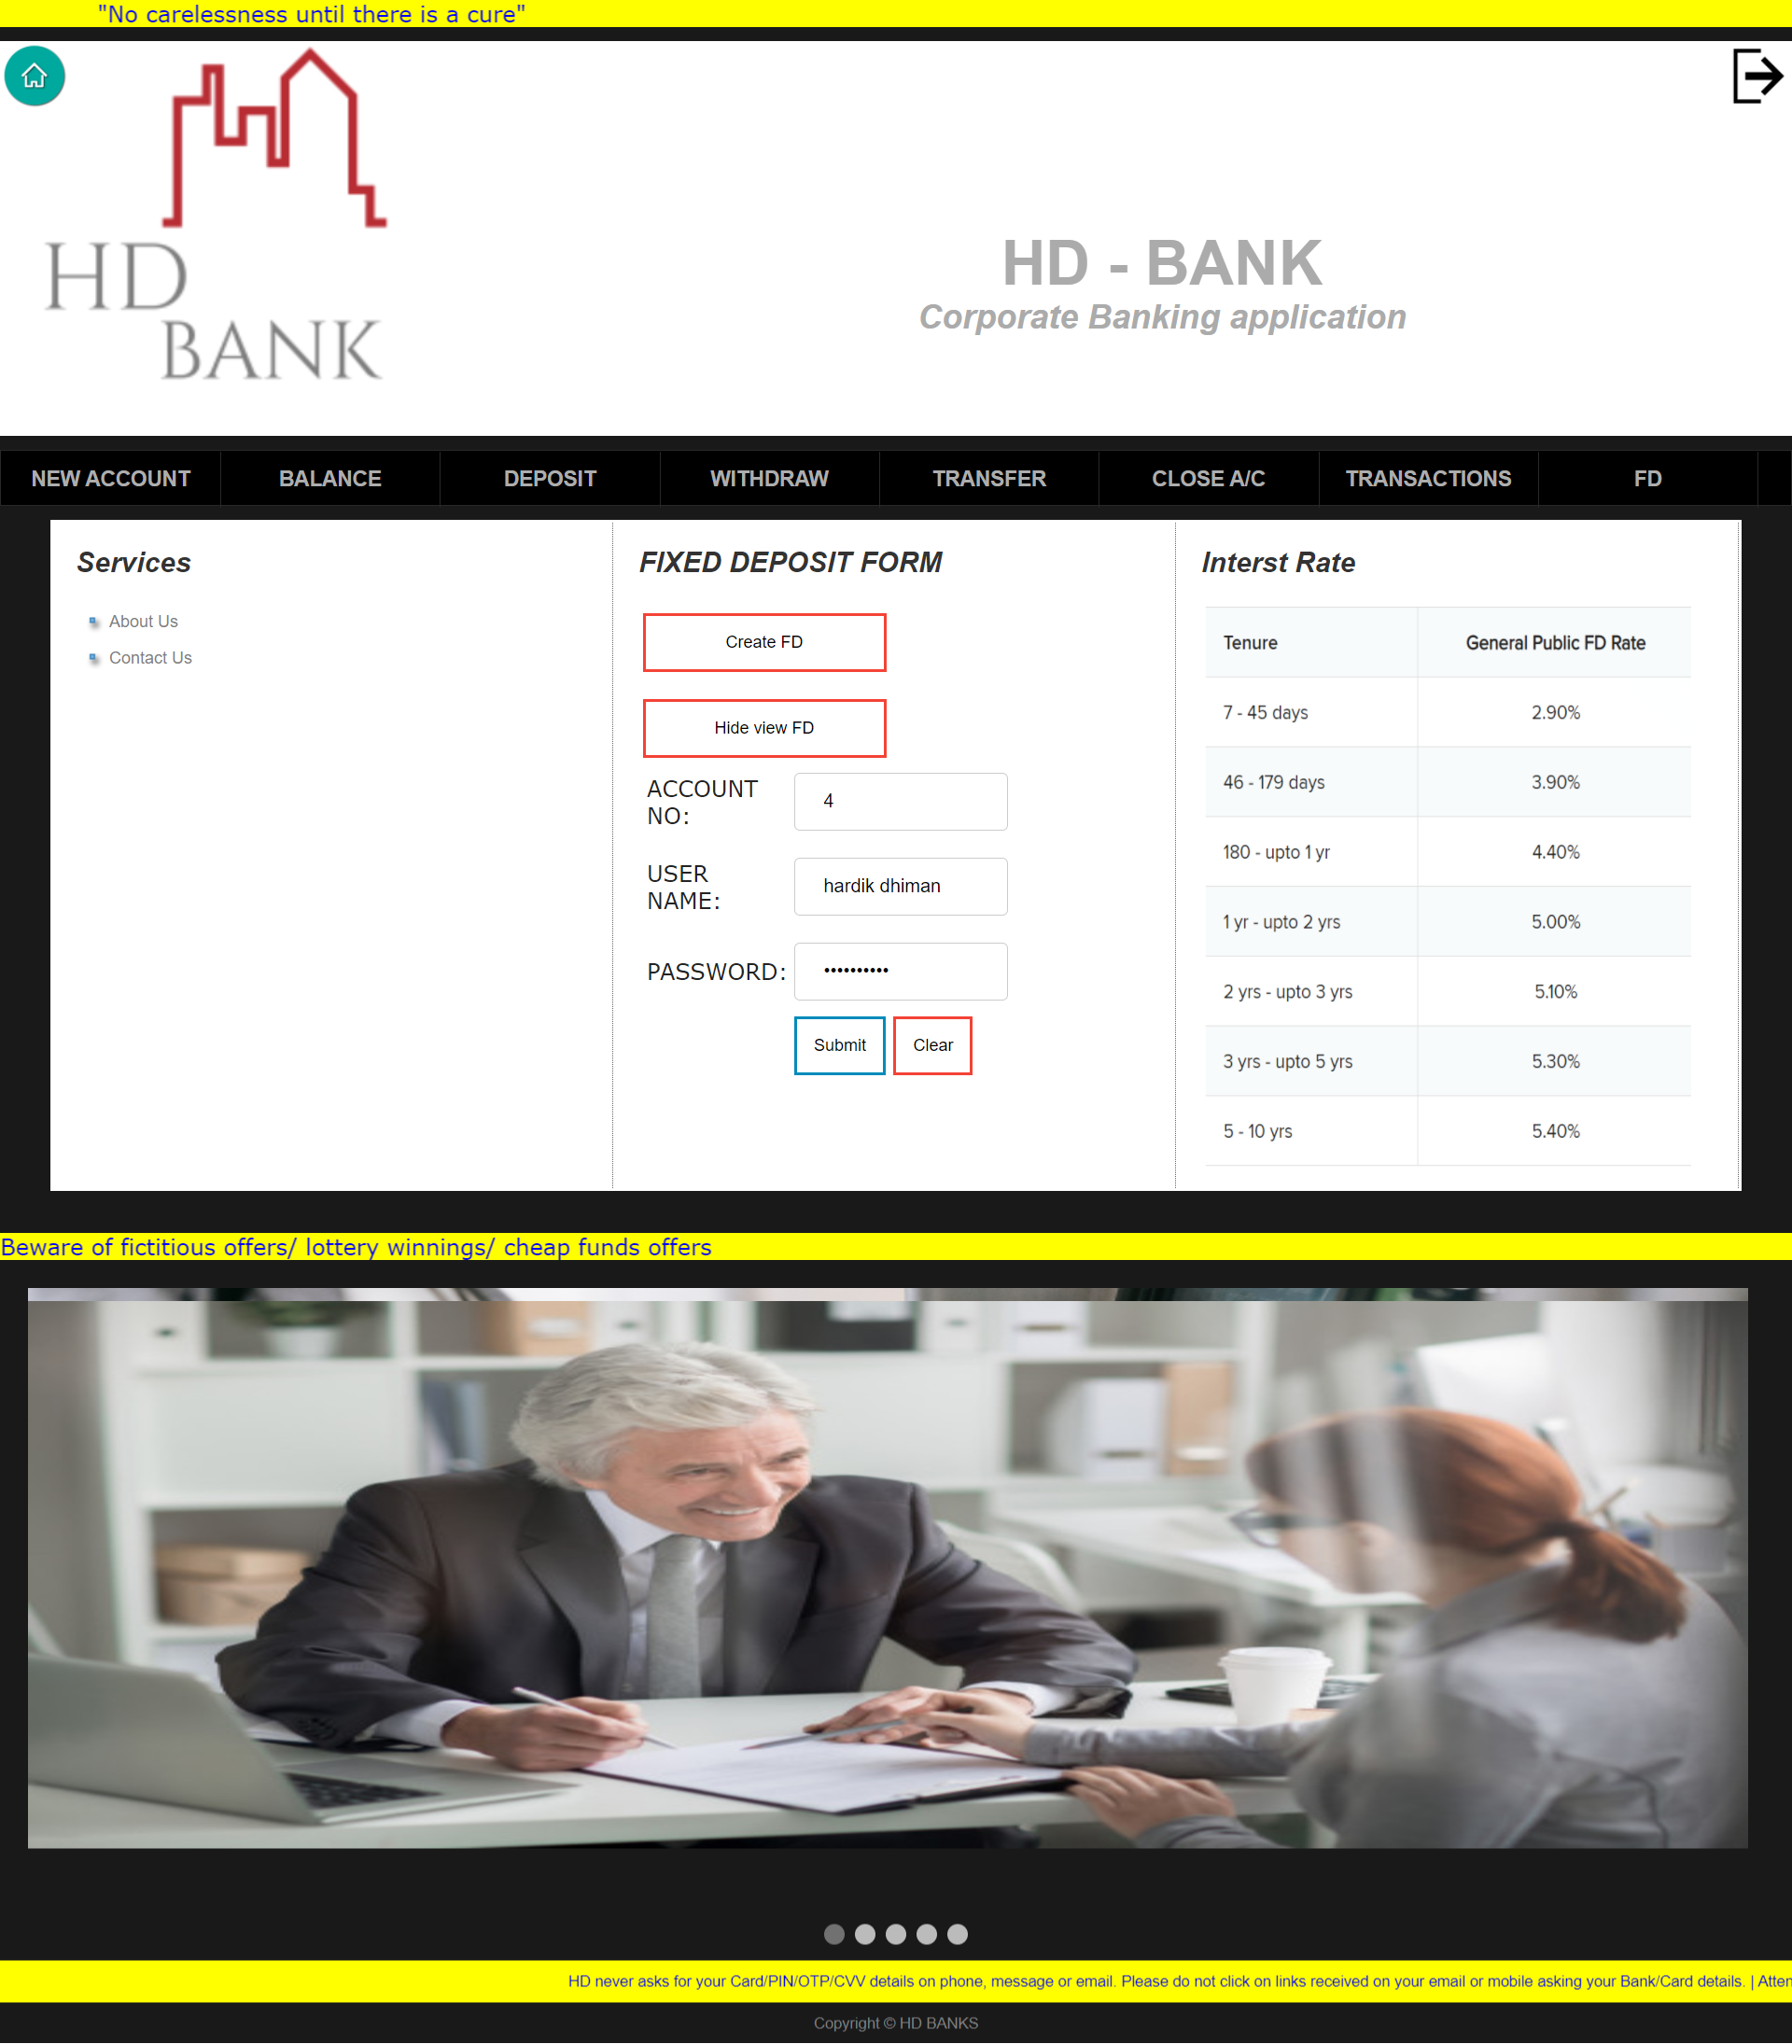 "No carelessness until there is a cure"
HD
BANK
HD - BANK
Corporate Banking application
NEW ACCOUNT BALANCE DEPOSIT WITHDRAW TRANSFER CLOSE A/C TRANSACTIONS FD
Services
About Us
Contact Us
FIXED DEPOSIT FORM
Create FD
Hide view FD
ACCOUNT NO: 4
USER NAME: hardik dhiman
PASSWORD: ••••••••••
Submit Clear
Interst Rate
Tenure General Public FD Rate
7 - 45 days 2.90%
46 - 179 days 3.90%
180 - upto 1 yr 4.40%
1 yr - upto 2 yrs 5.00%
2 yrs - upto 3 yrs 5.10%
3 yrs - upto 5 yrs 5.30%
5 - 10 yrs 5.40%
Beware of fictitious offers/ lottery winnings/ cheap funds offers
HD never asks for your Card/PIN/OTP/CVV details on phone, message or email. Please do not click on links received on your email or mobile asking your Bank/Card details. | Atten
Copyright © HD BANKS